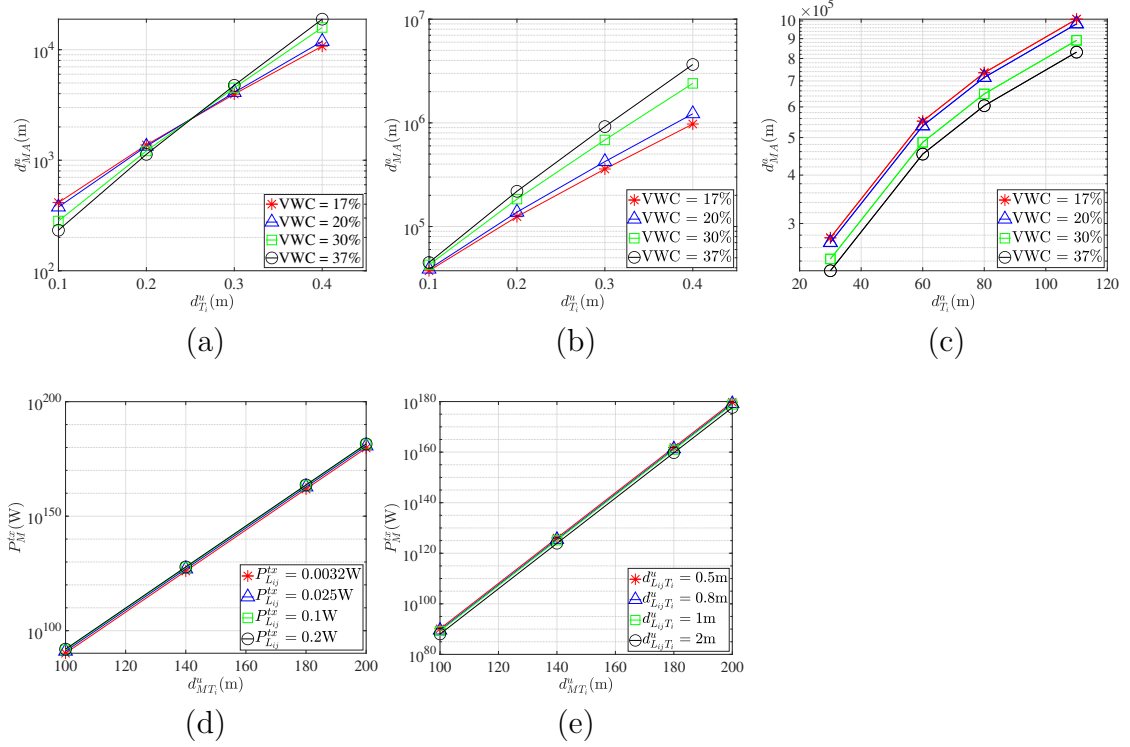 10^4
10^3
10^2
d^u_{MA}(m)
VWC = 17%
VWC = 20%
VWC = 30%
VWC = 37%
0.1 0.2 0.3 0.4
d^u_{T_i}(m)
(a)
10^7
10^6
10^5
d^a_{MA}(m)
VWC = 17%
VWC = 20%
VWC = 30%
VWC = 37%
0.1 0.2 0.3 0.4
d^u_{T_i}(m)
(b)
×10^5
10
9
8
7
6
5
4
3
d^a_{MA}(m)
VWC = 17%
VWC = 20%
VWC = 30%
VWC = 37%
20 40 60 80 100 120
d^a_{T_i}(m)
(c)
10^200
10^150
10^100
P^{tx}_M(W)
P^{tx}_{L_{ij}} = 0.0032W
P^{tx}_{L_{ij}} = 0.025W
P^{tx}_{L_{ij}} = 0.1W
P^{tx}_{L_{ij}} = 0.2W
100 120 140 160 180 200
d^u_{MT_i}(m)
(d)
10^180
10^160
10^140
10^120
10^100
10^80
P^{tx}_M(W)
d^u_{L_{ij}T_i} = 0.5m
d^u_{L_{ij}T_i} = 0.8m
d^u_{L_{ij}T_i} = 1m
d^u_{L_{ij}T_i} = 2m
100 120 140 160 180 200
d^u_{MT_i}(m)
(e)